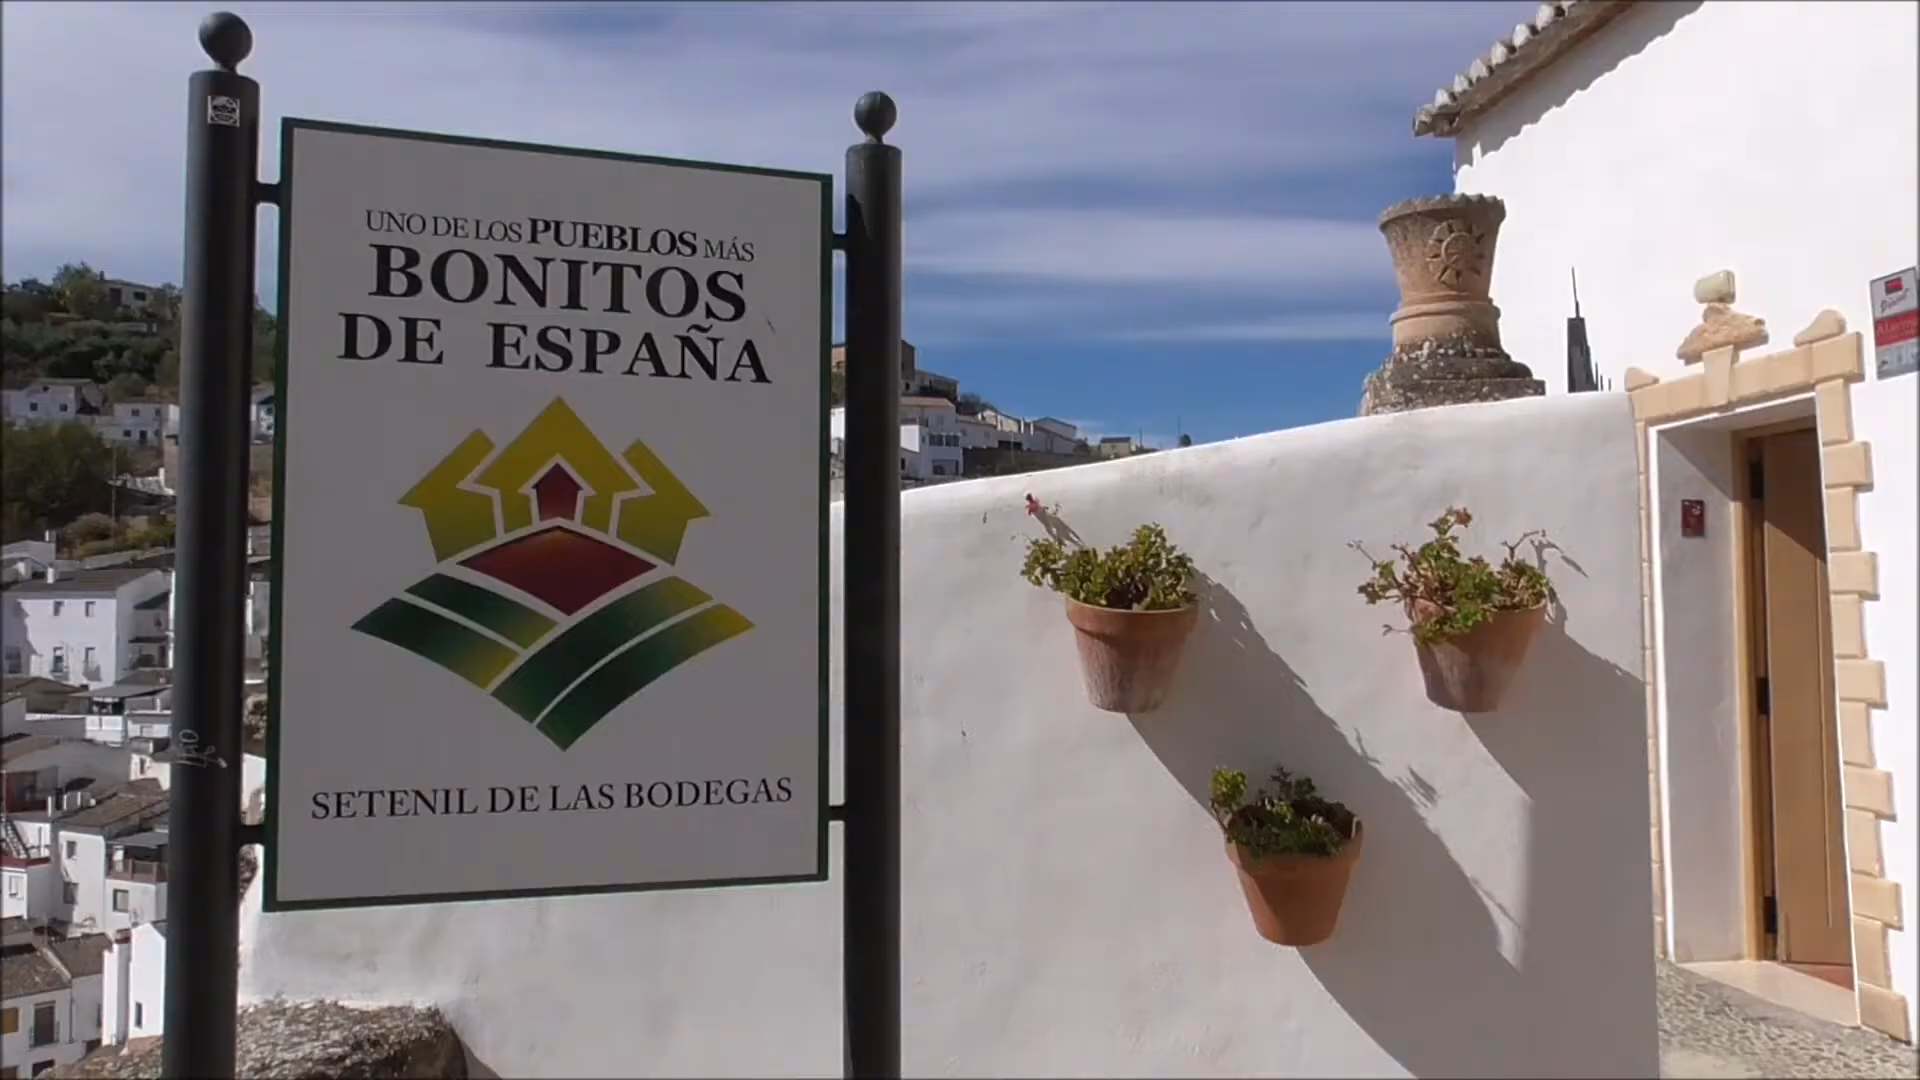 UNO DE LOS PUEBLOS MÁS
BONITOS
DE ESPAÑA
SETENIL DE LAS BODEGAS